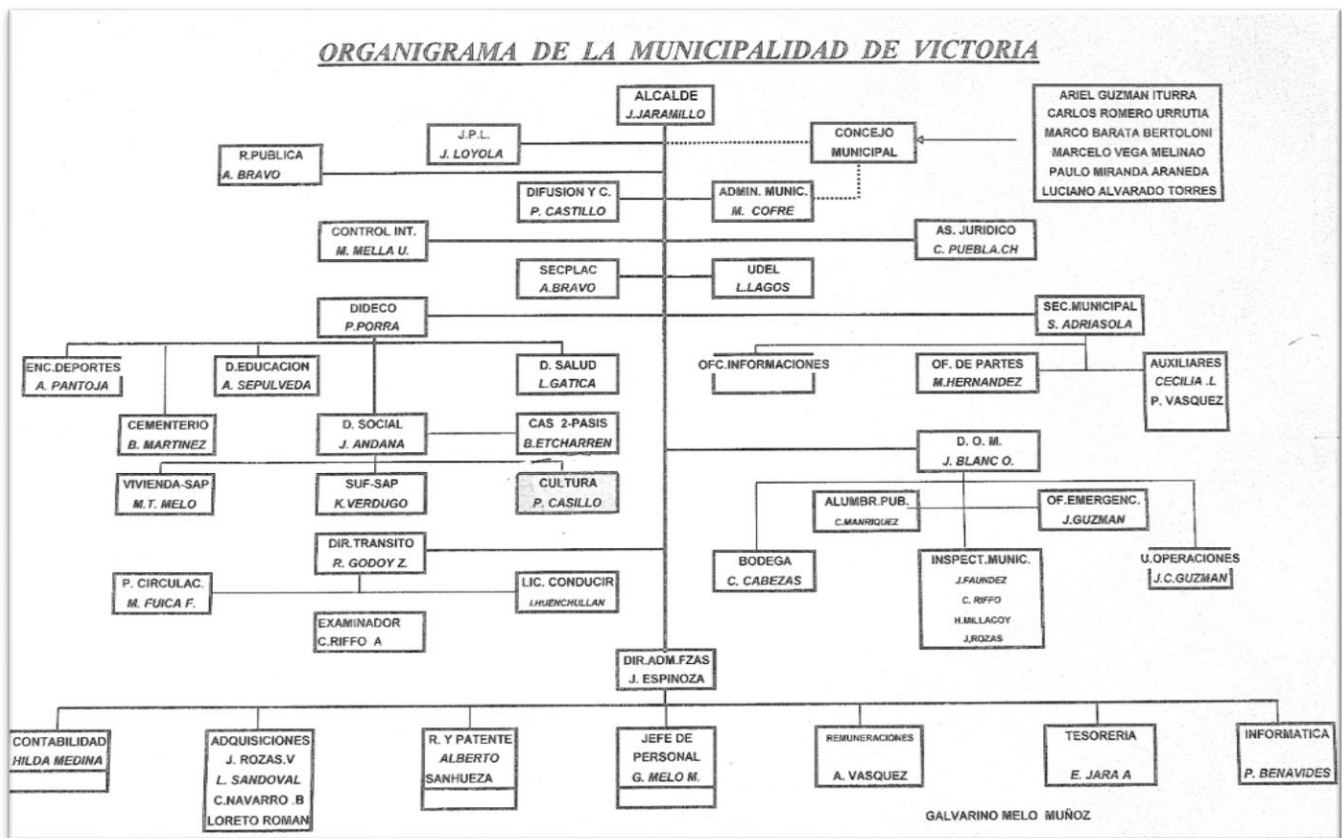 ORGANIGRAMA DE LA MUNICIPALIDAD DE VICTORIA
ALCALDE
J.JARAMILLO
ARIEL GUZMAN ITURRA
CARLOS ROMERO URRUTIA
MARCO BARATA BERTOLONI
MARCELO VEGA MELINAO
PAULO MIRANDA ARANEDA
LUCIANO ALVARADO TORRES
J.P.L.
J. LOYOLA
CONCEJO
MUNICIPAL
R.PUBLICA
A. BRAVO
DIFUSION Y C.
P. CASTILLO
ADMIN. MUNIC.
M. COFRE
CONTROL INT.
M. MELLA U.
AS. JURIDICO
C. PUEBLA.CH
SECPLAC
A.BRAVO
UDEL
L.LAGOS
DIDECO
P.PORRA
SEC.MUNICIPAL
S. ADRIASOLA
ENC.DEPORTES
A. PANTOJA
D.EDUCACION
A. SEPULVEDA
D. SALUD
L.GATICA
OFC.INFORMACIONES
OF. DE PARTES
M.HERNANDEZ
AUXILIARES
CECILIA .L
P. VASQUEZ
CEMENTERIO
B. MARTINEZ
D. SOCIAL
J. ANDANA
CAS 2-PASIS
B.ETCHARREN
D. O. M.
J. BLANC O.
VIVIENDA-SAP
M.T. MELO
SUF-SAP
K.VERDUGO
CULTURA
P. CASILLO
ALUMBR.PUB.
C.MANRIQUEZ
OF.EMERGENC.
J.GUZMAN
DIR.TRANSITO
R. GODOY Z.
BODEGA
C. CABEZAS
INSPECT.MUNIC.
J.FAUNDEZ
C. RIFFO
H.MILLACOY
J,ROZAS
U.OPERACIONES
J.C.GUZMAN
P. CIRCULAC.
M. FUICA F.
LIC. CONDUCIR
I.HUENCHULLAN
EXAMINADOR
C.RIFFO A
DIR.ADM.FZAS
J. ESPINOZA
CONTABILIDAD
HILDA MEDINA
ADQUISICIONES
J. ROZAS.V
L. SANDOVAL
C.NAVARRO .B
LORETO ROMAN
R. Y PATENTE
ALBERTO
SANHUEZA
JEFE DE
PERSONAL
G. MELO M.
REMUNERACIONES
A. VASQUEZ
TESORERIA
E. JARA A
INFORMATICA
P. BENAVIDES
GALVARINO MELO MUÑOZ